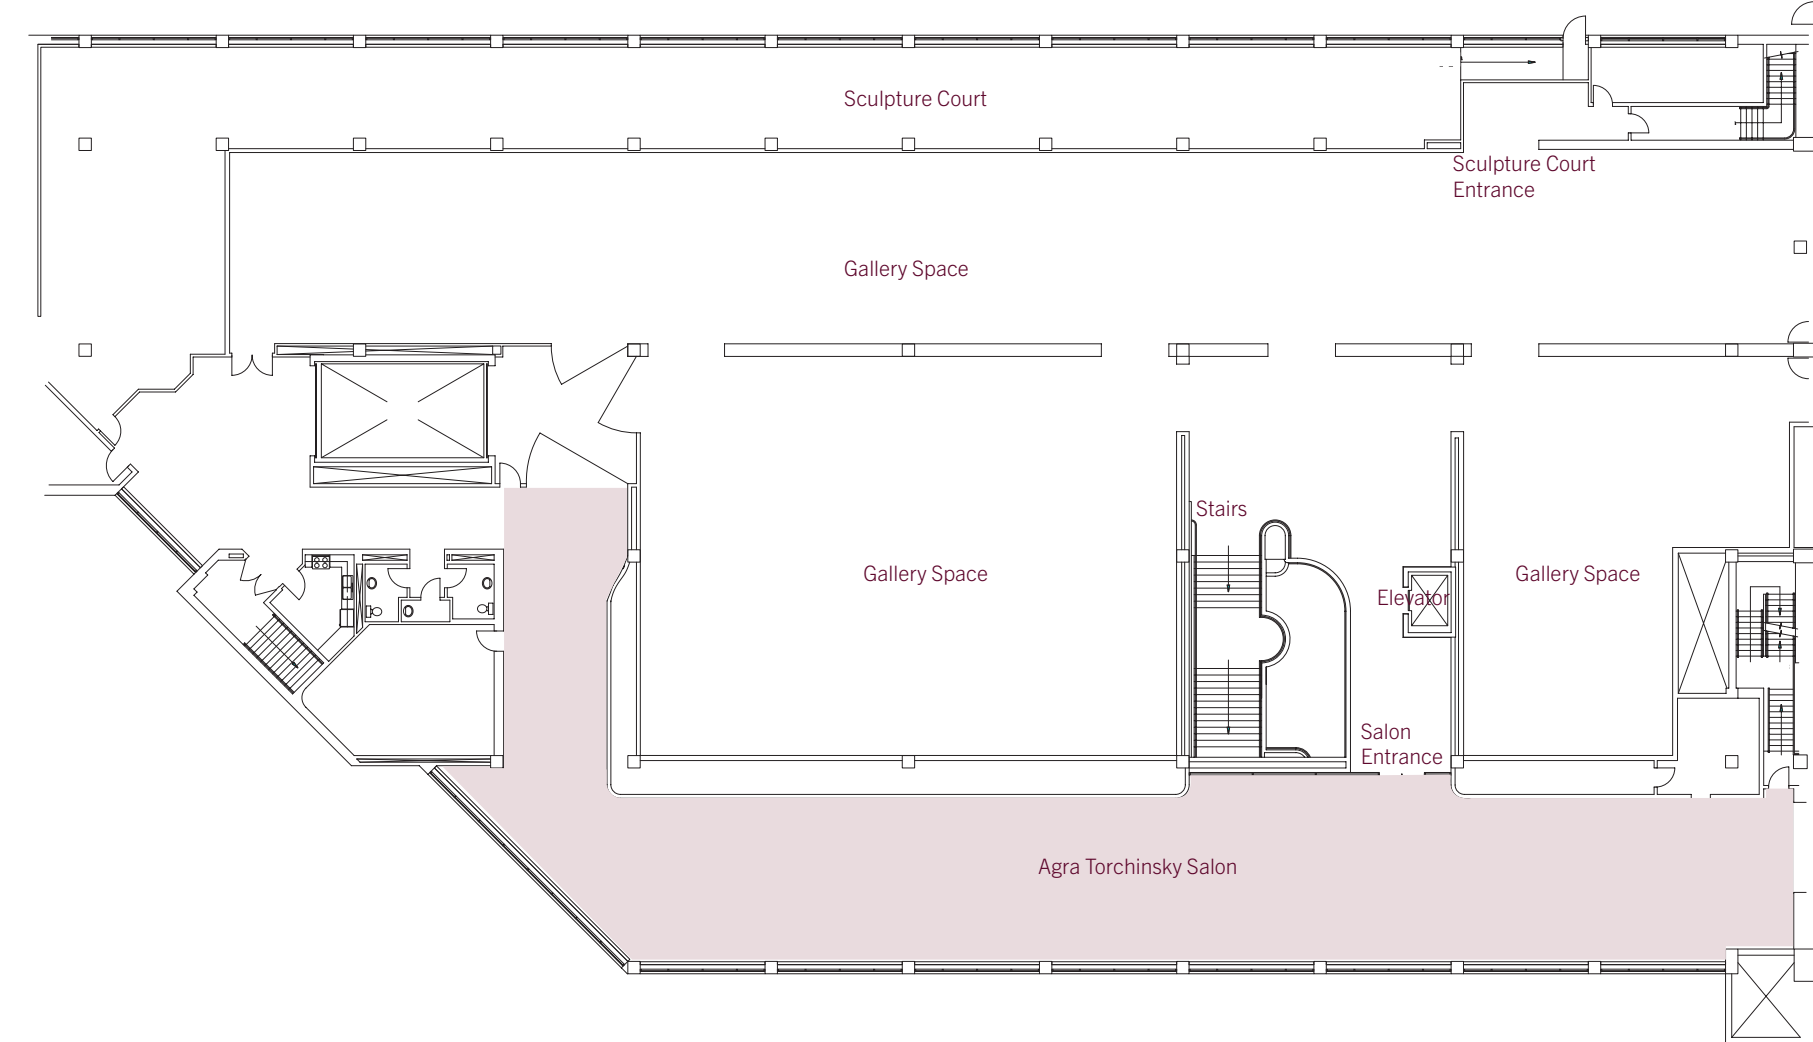 Sculpture Court
Sculpture Court
Entrance
Gallery Space
Stairs
Gallery Space
Elevator
Gallery Space
Salon
Entrance
Agra Torchinsky Salon